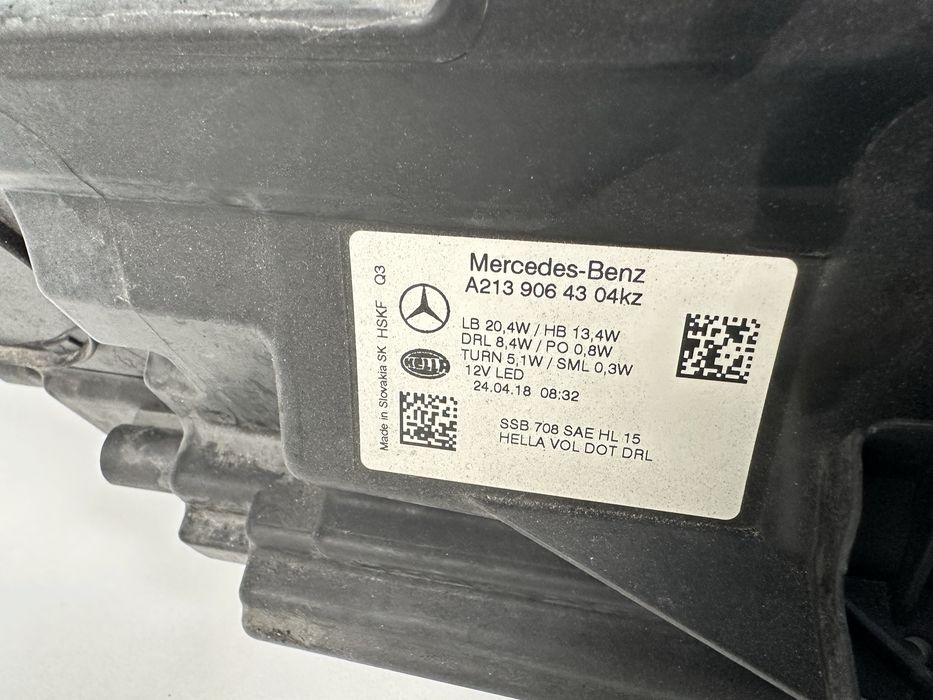 Mercedes-Benz
A213 906 43 04kz
LB 20,4W / HB 13,4W
DRL 8,4W / PO 0,8W
TURN 5,1W / SML 0,3W
12V LED
24.04.18 08:32
SSB 708 SAE HL 15
HELLA VOL DOT DRL
HELLA
Made in Slovakia SK HSKF Q3